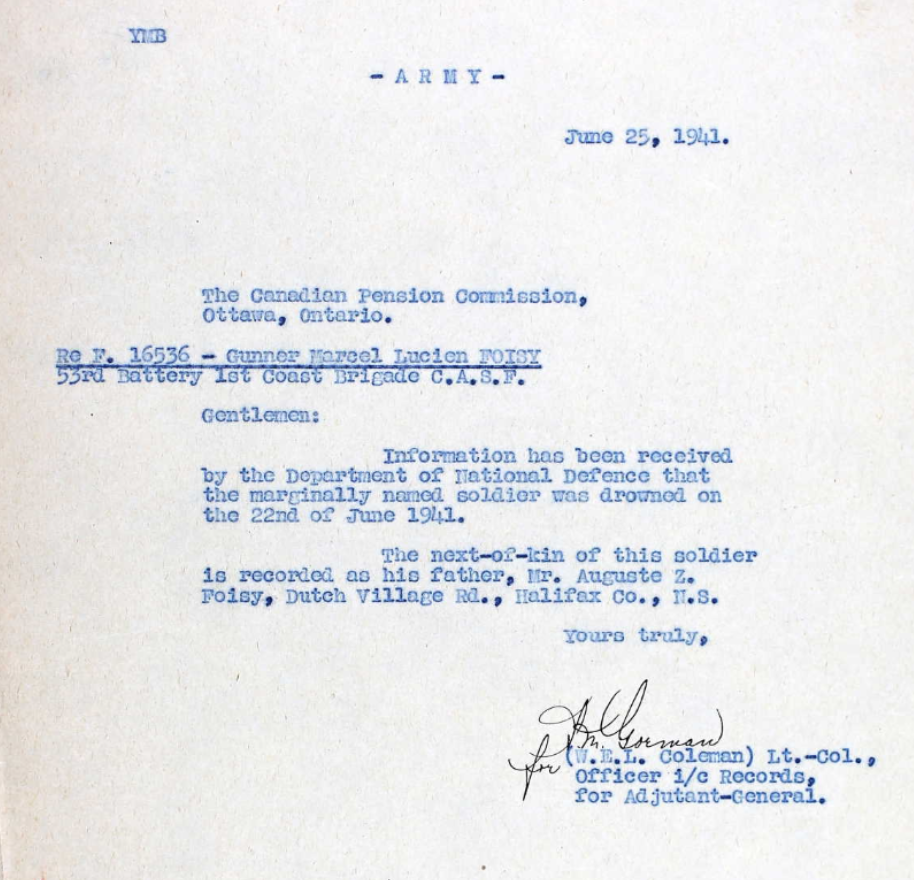 YMB
- A R M Y -
June 25, 1941.
The Canadian Pension Commission,
Ottawa, Ontario.
Re F. 16536 - Gunner Marcel Lucien FOISY
53rd Battery 1st Coast Brigade C.A.S.F.
Gentlemen:
Information has been received
by the Department of National Defence that
the marginally named soldier was drowned on
the 22nd of June 1941.
The next-of-kin of this soldier
is recorded as his father, Mr. Auguste Z.
Foisy, Dutch Village Rd., Halifax Co., N.S.
Yours truly,
Gorman
for (W.E.L. Coleman) Lt.-Col.,
Officer i/c Records,
for Adjutant-General.